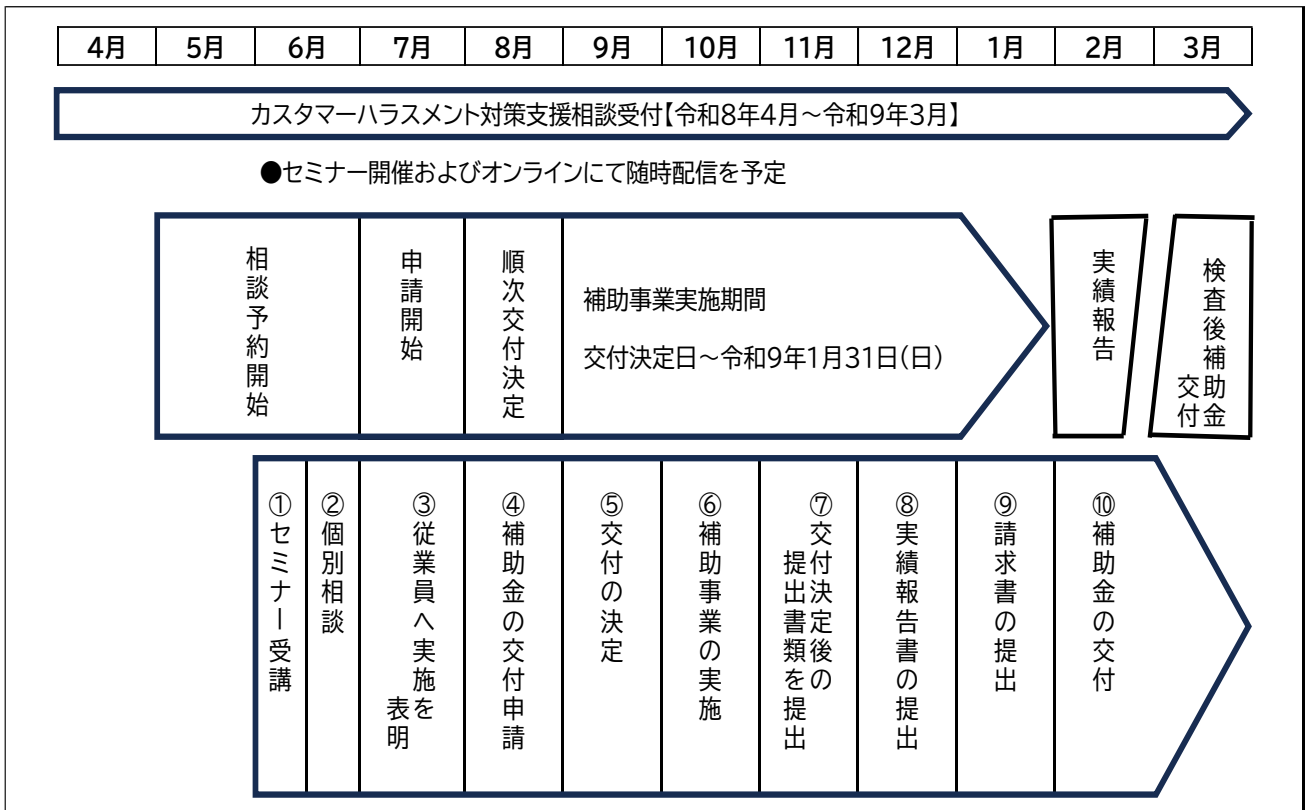 4月 5月 6月 7月 8月 9月 10月 11月 12月 1月 2月 3月
カスタマーハラスメント対策支援相談受付【令和8年4月～令和9年3月】
●セミナー開催およびオンラインにて随時配信を予定
相談予約開始
申請開始
順次交付決定
補助事業実施期間
交付決定日～令和9年1月31日(日)
実績報告
検査後補助金
交付
①セミナー受講
②個別相談
③従業員へ実施を
表明
④補助金の交付申請
⑤交付の決定
⑥補助事業の実施
⑦交付決定後の
提出書類を提出
⑧実績報告書の提出
⑨請求書の提出
⑩補助金の交付